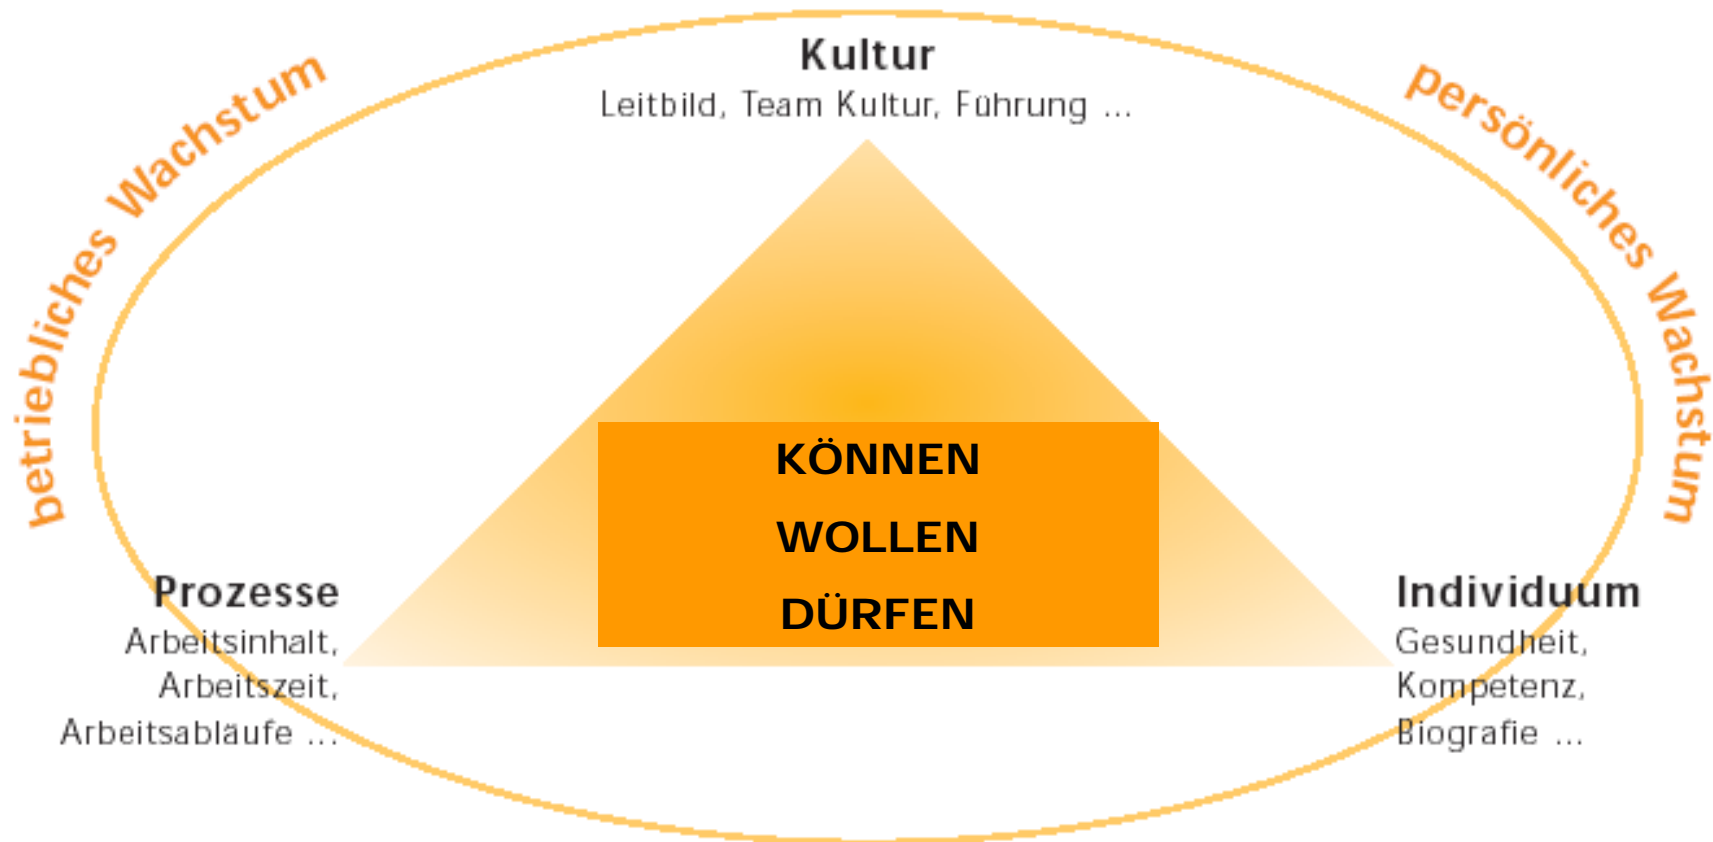 Kultur
Leitbild, Team Kultur, Führung ...
betriebliches Wachstum
persönliches Wachstum
KÖNNEN
WOLLEN
DÜRFEN
Prozesse
Arbeitsinhalt,
Arbeitszeit,
Arbeitsabläufe ...
Individuum
Gesundheit,
Kompetenz,
Biografie ...